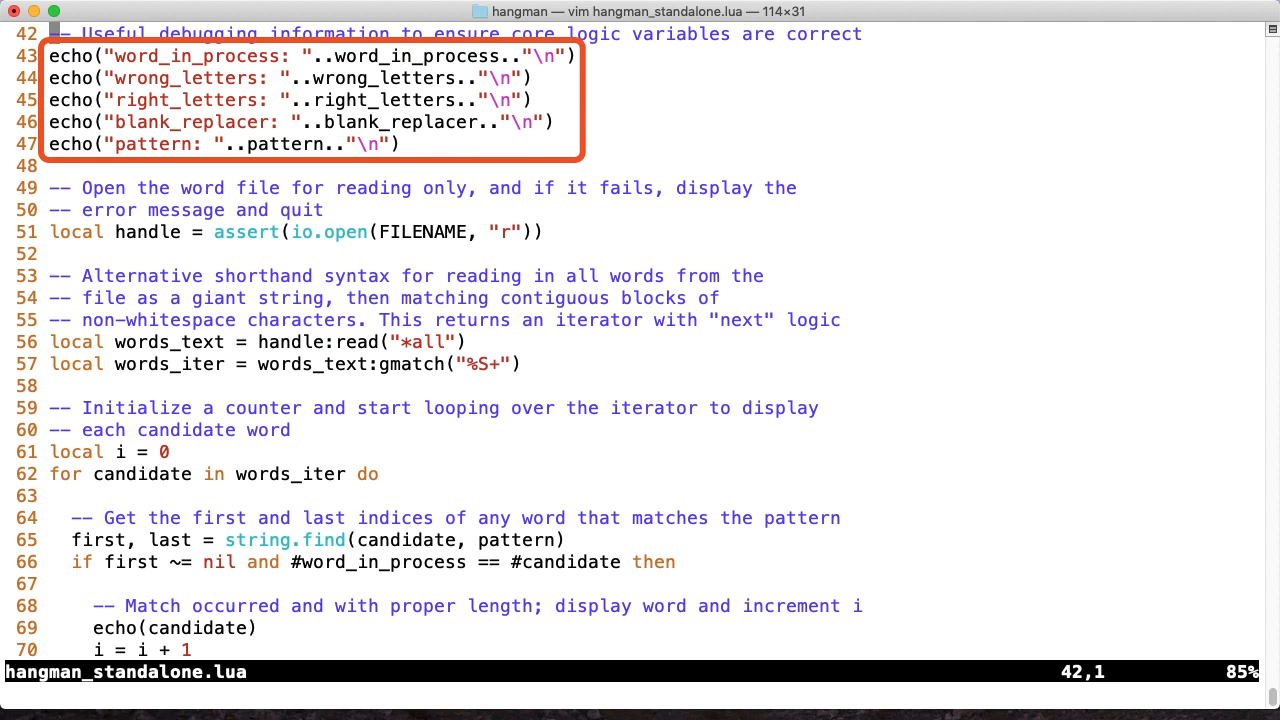 hangman — vim hangman_standalone.lua — 114×31
42 -- Useful debugging information to ensure core logic variables are correct
43 echo("word_in_process: "..word_in_process.."\n")
44 echo("wrong_letters: "..wrong_letters.."\n")
45 echo("right_letters: "..right_letters.."\n")
46 echo("blank_replacer: "..blank_replacer.."\n")
47 echo("pattern: "..pattern.."\n")
48
49 -- Open the word file for reading only, and if it fails, display the
50 -- error message and quit
51 local handle = assert(io.open(FILENAME, "r"))
52
53 -- Alternative shorthand syntax for reading in all words from the
54 -- file as a giant string, then matching contiguous blocks of
55 -- non-whitespace characters. This returns an iterator with "next" logic
56 local words_text = handle:read("*all")
57 local words_iter = words_text:gmatch("%S+")
58
59 -- Initialize a counter and start looping over the iterator to display
60 -- each candidate word
61 local i = 0
62 for candidate in words_iter do
63
64   -- Get the first and last indices of any word that matches the pattern
65   first, last = string.find(candidate, pattern)
66   if first ~= nil and #word_in_process == #candidate then
67
68     -- Match occurred and with proper length; display word and increment i
69     echo(candidate)
70     i = i + 1
hangman_standalone.lua 42,1 85%